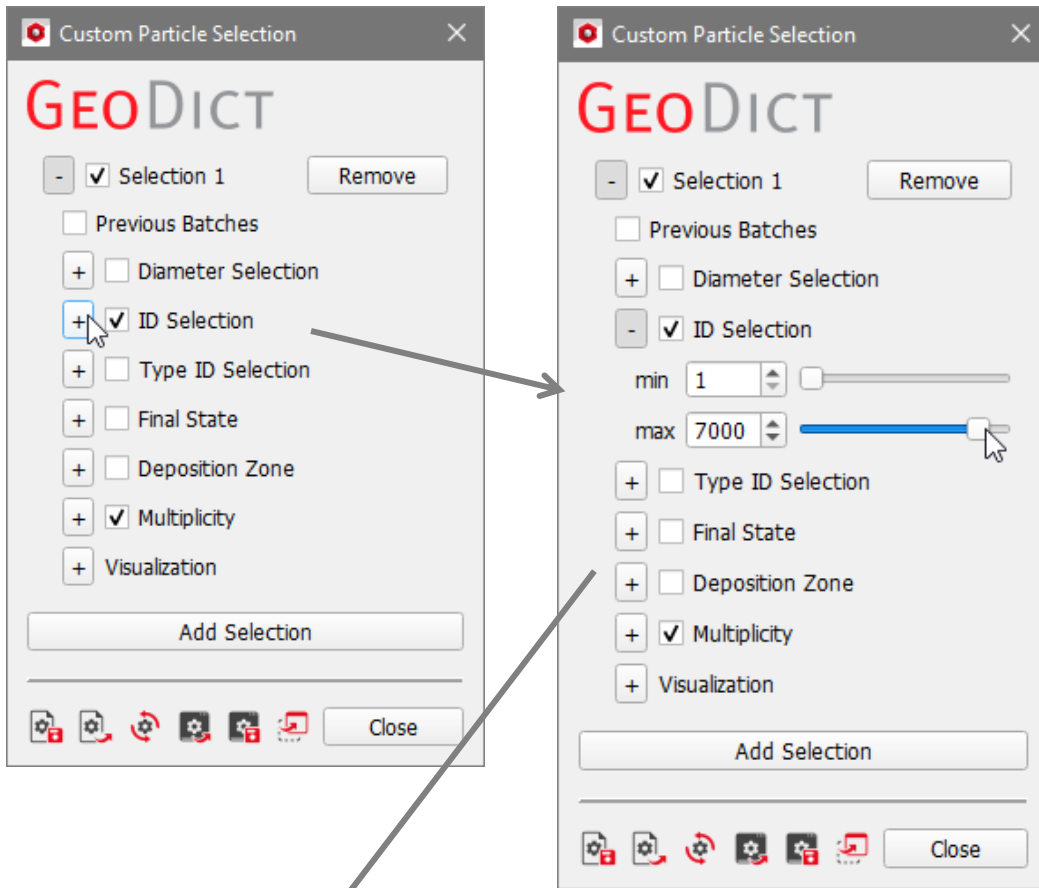 Custom Particle Selection
GEODICT
- Selection 1 Remove
Previous Batches
+ Diameter Selection
+ ID Selection
+ Type ID Selection
+ Final State
+ Deposition Zone
+ Multiplicity
+ Visualization
Add Selection
Close
Custom Particle Selection
GEODICT
- Selection 1 Remove
Previous Batches
+ Diameter Selection
- ID Selection
min 1
max 7000
+ Type ID Selection
+ Final State
+ Deposition Zone
+ Multiplicity
+ Visualization
Add Selection
Close